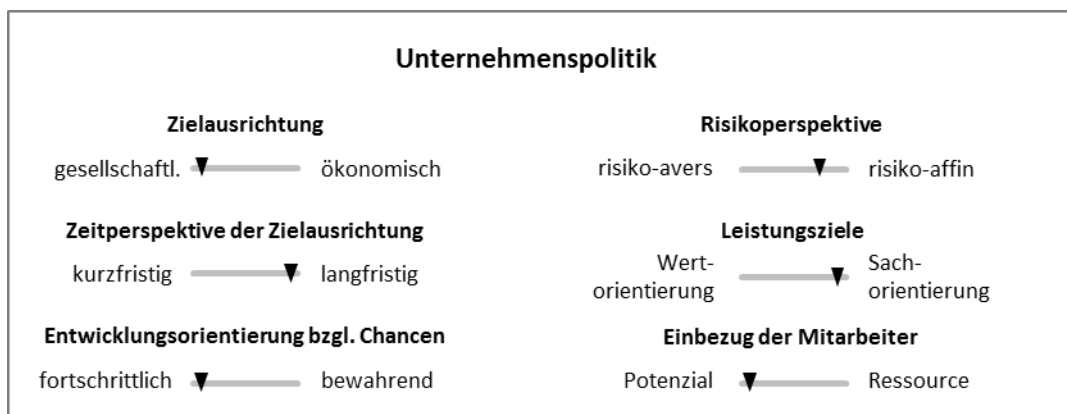 Unternehmenspolitik
Zielausrichtung
gesellschaftl.
ökonomisch
Risikoperspektive
risiko-avers
risiko-affin
Zeitperspektive der Zielausrichtung
kurzfristig
langfristig
Leistungsziele
Wert-
orientierung
Sach-
orientierung
Entwicklungsorientierung bzgl. Chancen
fortschrittlich
bewahrend
Einbezug der Mitarbeiter
Potenzial
Ressource